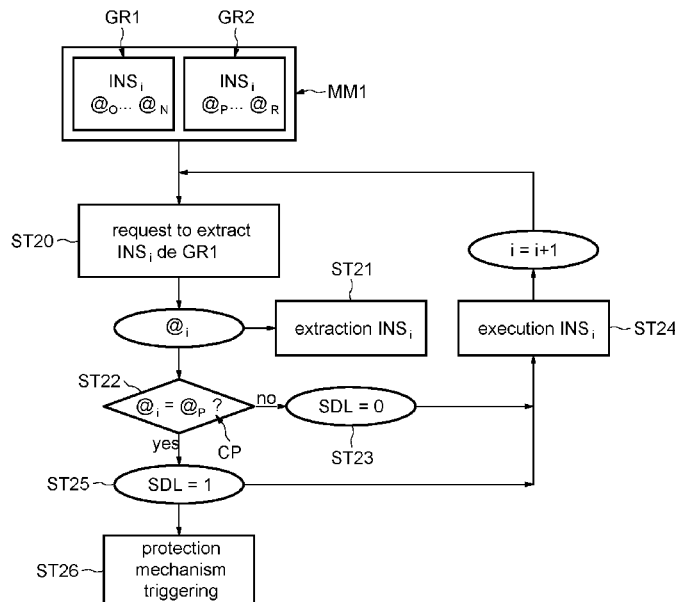 GR1 GR2
INSᵢ INSᵢ
@₀... @N @P... @R
MM1
request to extract
INSᵢ de GR1
ST20
i = i+1
ST21
@ᵢ
extraction INSᵢ
execution INSᵢ
ST24
ST22
@ᵢ = @P ?
no
SDL = 0
yes
CP
ST23
ST25
SDL = 1
protection
mechanism
triggering
ST26